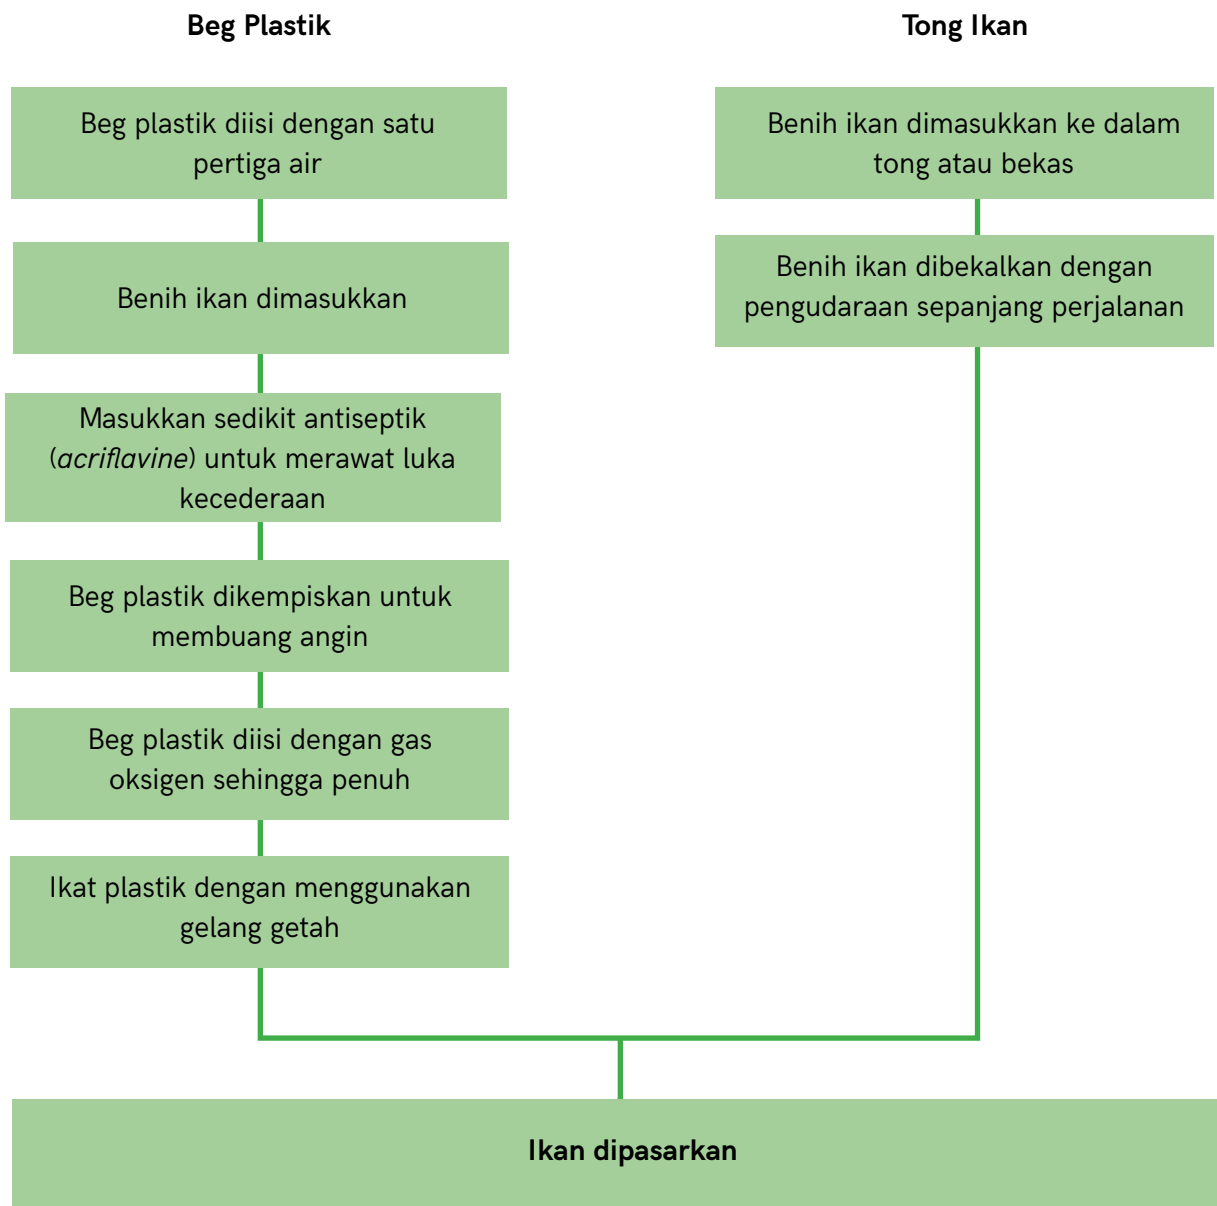 Beg Plastik
Beg plastik diisi dengan satu
pertiga air
Benih ikan dimasukkan
Masukkan sedikit antiseptik
(acriflavine) untuk merawat luka
kecederaan
Beg plastik dikempiskan untuk
membuang angin
Beg plastik diisi dengan gas
oksigen sehingga penuh
Ikat plastik dengan menggunakan
gelang getah
Tong Ikan
Benih ikan dimasukkan ke dalam
tong atau bekas
Benih ikan dibekalkan dengan
pengudaraan sepanjang perjalanan
Ikan dipasarkan